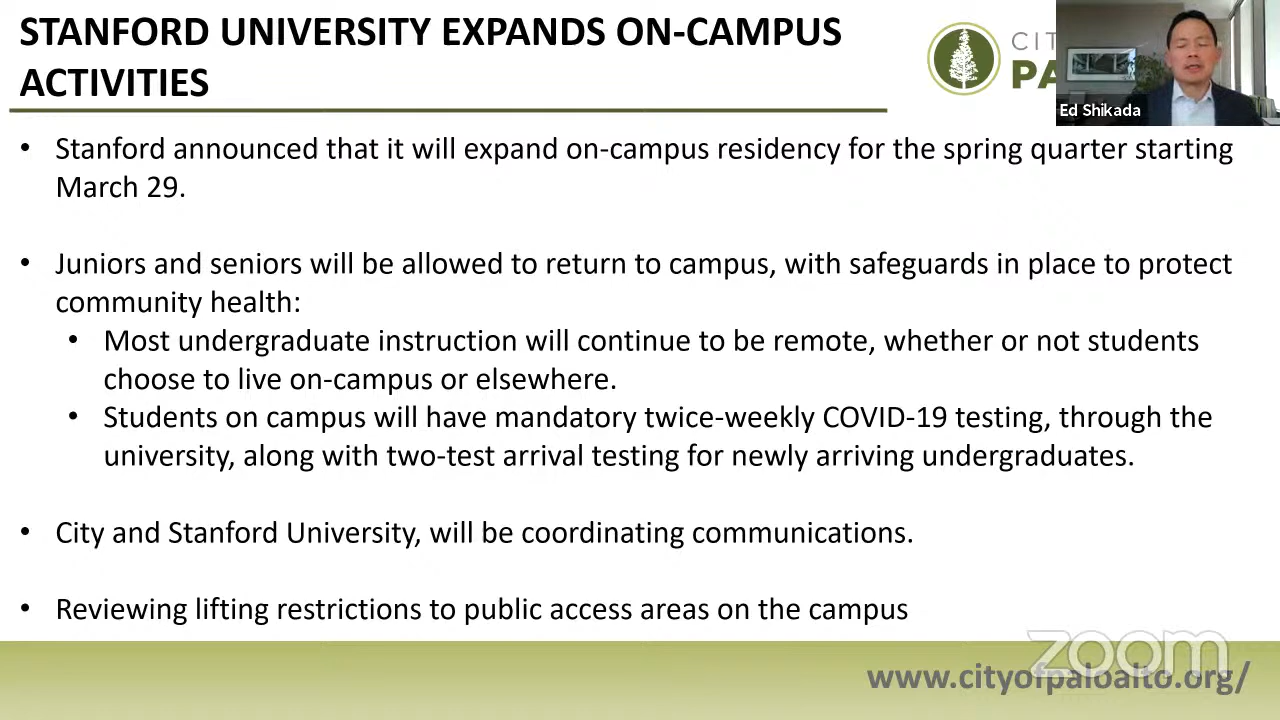 STANFORD UNIVERSITY EXPANDS ON-CAMPUS
ACTIVITIES
CIT
PA
Ed Shikada
• Stanford announced that it will expand on-campus residency for the spring quarter starting
March 29.
• Juniors and seniors will be allowed to return to campus, with safeguards in place to protect
community health:
• Most undergraduate instruction will continue to be remote, whether or not students
choose to live on-campus or elsewhere.
• Students on campus will have mandatory twice-weekly COVID-19 testing, through the
university, along with two-test arrival testing for newly arriving undergraduates.
• City and Stanford University, will be coordinating communications.
• Reviewing lifting restrictions to public access areas on the campus
zoom
www.cityofpaloalto.org/